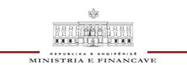 REPUBLIKA E SHQIPËRISË
MINISTRIA E FINANCAVE